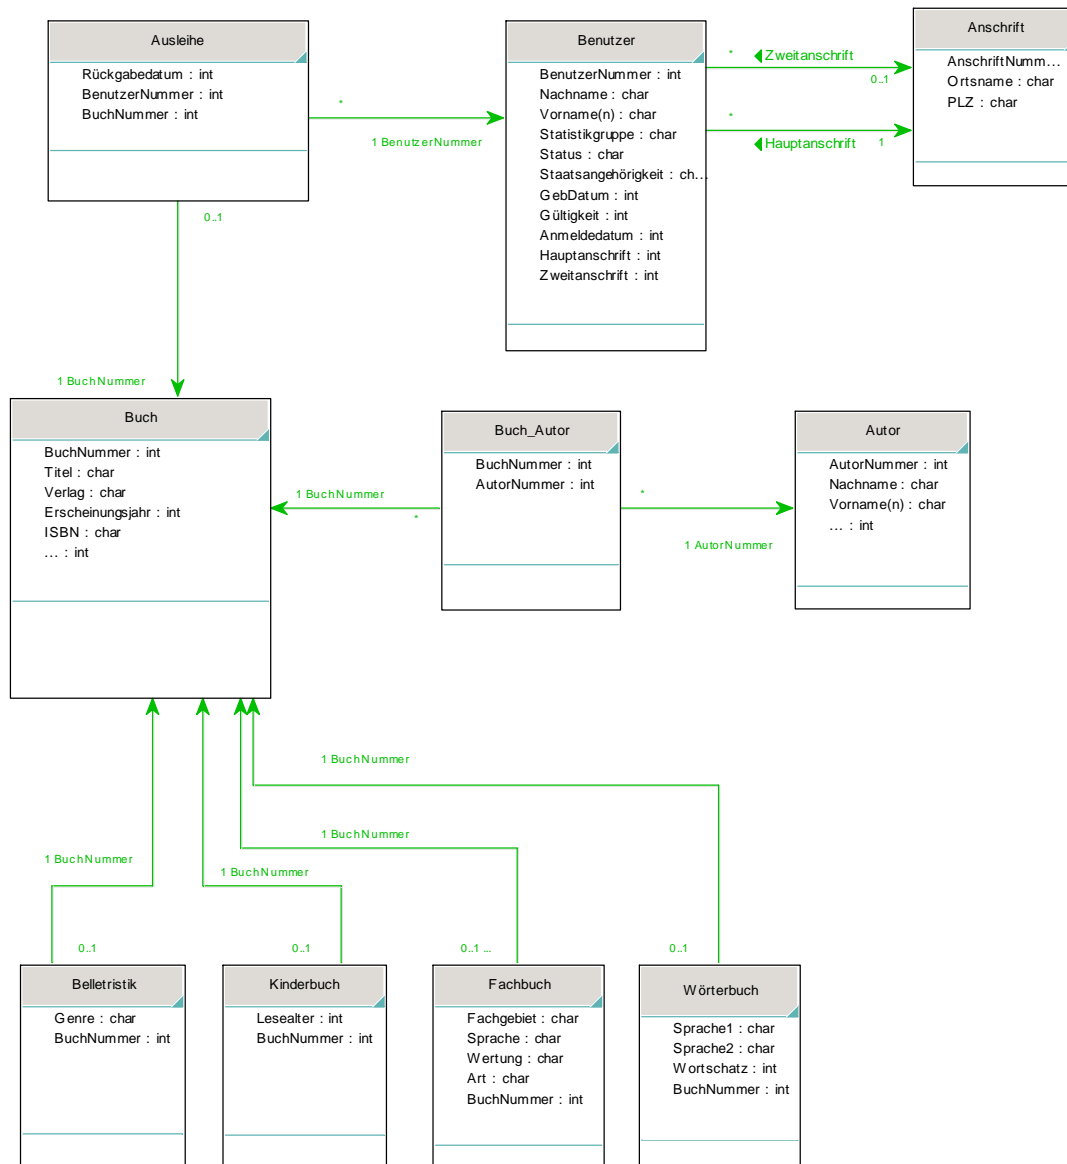 Ausleihe
Rückgabedatum : int
BenutzerNummer : int
BuchNummer : int
*
1 BenutzerNummer
0..1
1 BuchNummer
Benutzer
BenutzerNummer : int
Nachname : char
Vorname(n) : char
Statistikgruppe : char
Status : char
Staatsangehörigkeit : ch...
GebDatum : int
Gültigkeit : int
Anmeldedatum : int
Hauptanschrift : int
Zweitanschrift : int
*
Zweitanschrift
0..1
*
Hauptanschrift
1
Anschrift
AnschriftNumm...
Ortsname : char
PLZ : char
Buch
BuchNummer : int
Titel : char
Verlag : char
Erscheinungsjahr : int
ISBN : char
... : int
1 BuchNummer
*
Buch_Autor
BuchNummer : int
AutorNummer : int
*
1 AutorNummer
Autor
AutorNummer : int
Nachname : char
Vorname(n) : char
... : int
1 BuchNummer
1 BuchNummer
1 BuchNummer
1 BuchNummer
0..1
0..1
0..1 ...
0..1
Belletristik
Genre : char
BuchNummer : int
Kinderbuch
Lesealter : int
BuchNummer : int
Fachbuch
Fachgebiet : char
Sprache : char
Wertung : char
Art : char
BuchNummer : int
Wörterbuch
Sprache1 : char
Sprache2 : char
Wortschatz : int
BuchNummer : int